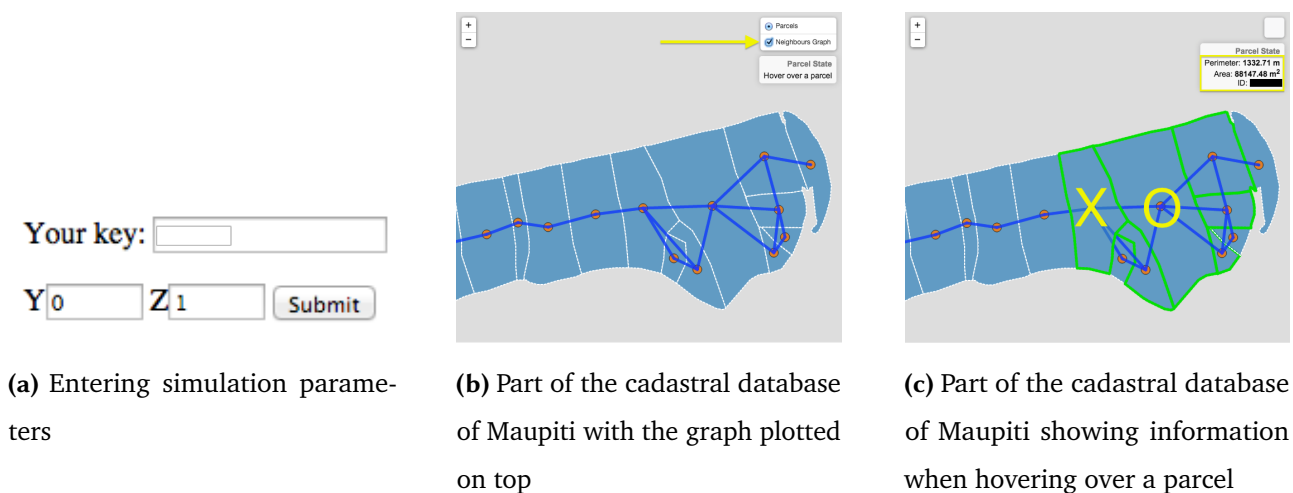 Your key:
Y 0 Z 1 Submit
(a) Entering simulation parame-
ters
+
−
Parcels
Neighbours Graph
Parcel State
Hover over a parcel
(b) Part of the cadastral database
of Maupiti with the graph plotted
on top
+
−
Parcel State
Perimeter: 1332.71 m
Area: 88147.48 m²
ID:
X O
(c) Part of the cadastral database
of Maupiti showing information
when hovering over a parcel